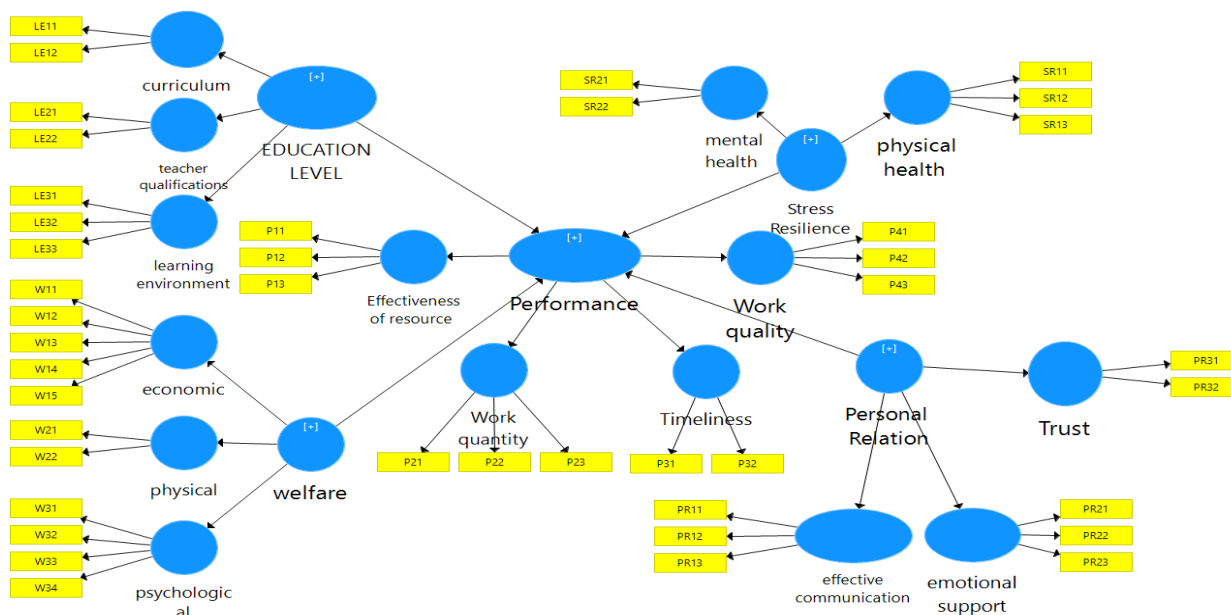 LE11
LE12
curriculum
[+]
EDUCATION
LEVEL
LE21
LE22
teacher
qualifications
LE31
LE32
LE33
learning
environment
SR21
SR22
mental
health
[+]
Stress
Resilience
physical
health
SR11
SR12
SR13
P11
P12
P13
Effectiveness
of resource
[+]
Performance
Work
quality
P41
P42
P43
W11
W12
W13
W14
W15
economic
W21
W22
physical
[+]
welfare
W31
W32
W33
W34
psychologic
al
Work
quantity
P21
P22
P23
Timeliness
P31
P32
[+]
Personal
Relation
Trust
PR31
PR32
PR11
PR12
PR13
effective
communication
emotional
support
PR21
PR22
PR23